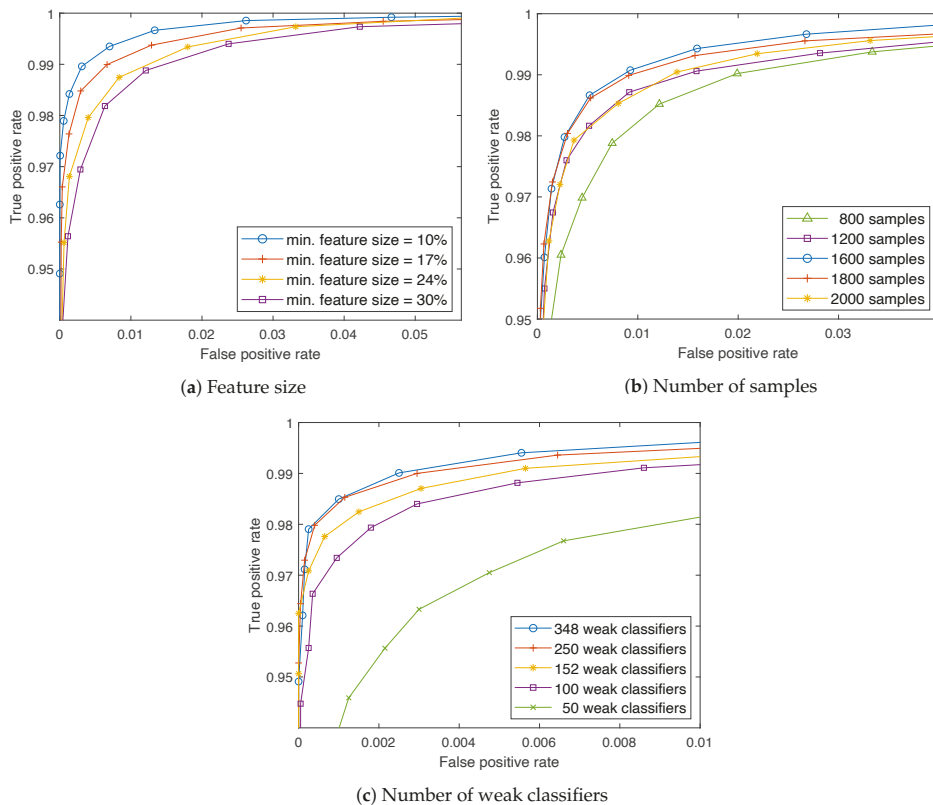 1
0.99
0.98
0.97
0.96
0.95
True positive rate
0 0.01 0.02 0.03 0.04 0.05
False positive rate
min. feature size = 10%
min. feature size = 17%
min. feature size = 24%
min. feature size = 30%
(a) Feature size
1
0.99
0.98
0.97
0.96
0.95
True positive rate
0 0.01 0.02 0.03
False positive rate
800 samples
1200 samples
1600 samples
1800 samples
2000 samples
(b) Number of samples
1
0.99
0.98
0.97
0.96
0.95
True positive rate
0 0.002 0.004 0.006 0.008 0.01
False positive rate
348 weak classifiers
250 weak classifiers
152 weak classifiers
100 weak classifiers
50 weak classifiers
(c) Number of weak classifiers